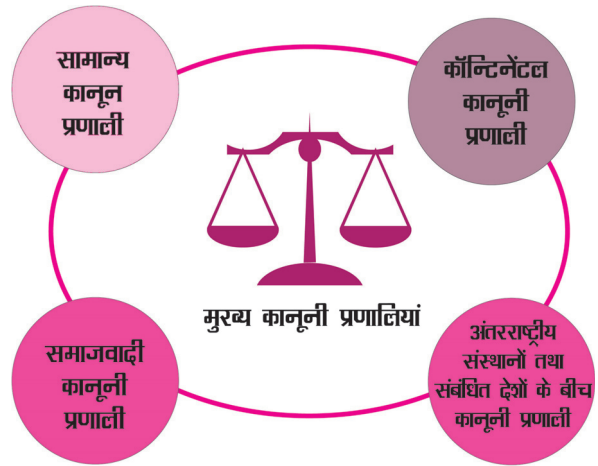 सामान्य
कानून
प्रणाली
कॉन्टिनेंटल
कानूनी
प्रणाली
मुख्य कानूनी प्रणालियां
समाजवादी
कानूनी
प्रणाली
अंतरराष्ट्रीय
संस्थानों तथा
संबंधित देशों के बीच
कानूनी प्रणाली